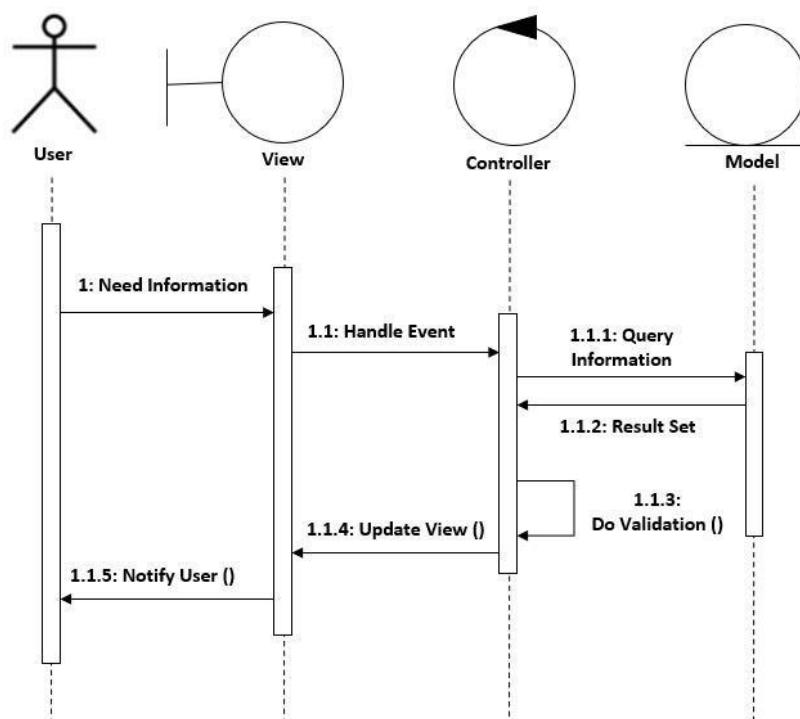 User
View
Controller
Model
1: Need Information
1.1: Handle Event
1.1.1: Query
Information
1.1.2: Result Set
1.1.3:
Do Validation ()
1.1.4: Update View ()
1.1.5: Notify User ()